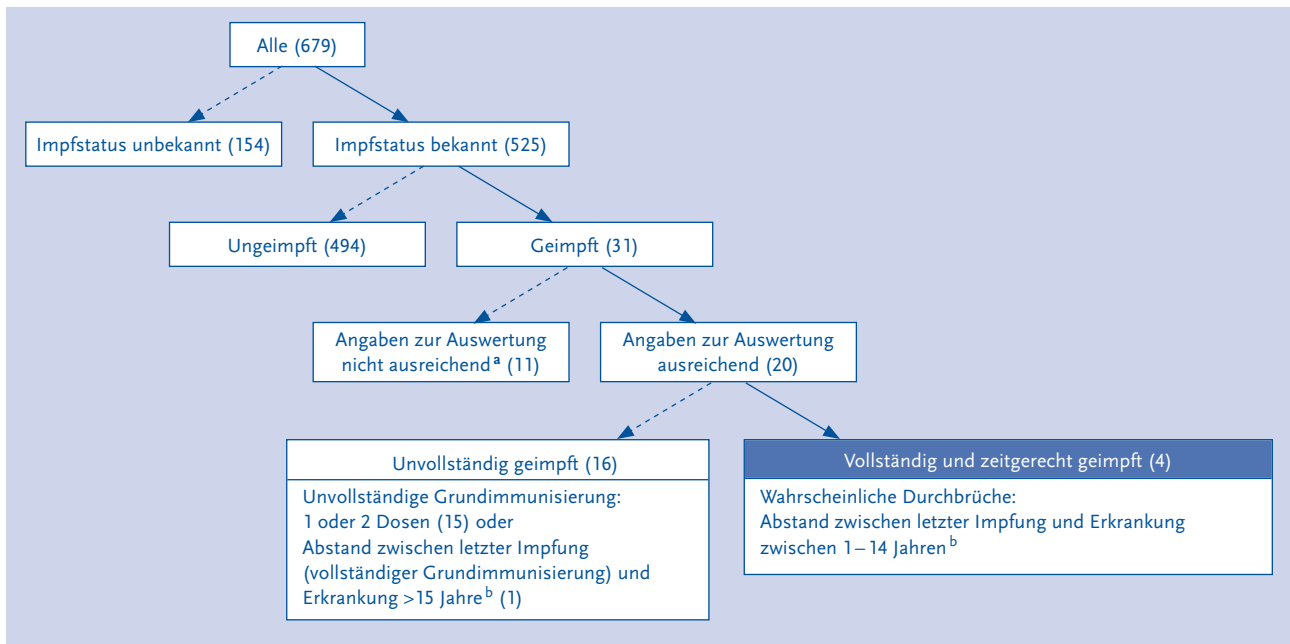 Alle (679)
Impfstatus unbekannt (154)
Impfstatus bekannt (525)
Ungeimpft (494)
Geimpft (31)
Angaben zur Auswertung
nicht ausreichend a (11)
Angaben zur Auswertung
ausreichend (20)
Unvollständig geimpft (16)
Unvollständige Grundimmunisierung:
1 oder 2 Dosen (15) oder
Abstand zwischen letzter Impfung
(vollständiger Grundimmunisierung) und
Erkrankung >15 Jahre b (1)
Vollständig und zeitgerecht geimpft (4)
Wahrscheinliche Durchbrüche:
Abstand zwischen letzter Impfung und Erkrankung
zwischen 1–14 Jahren b